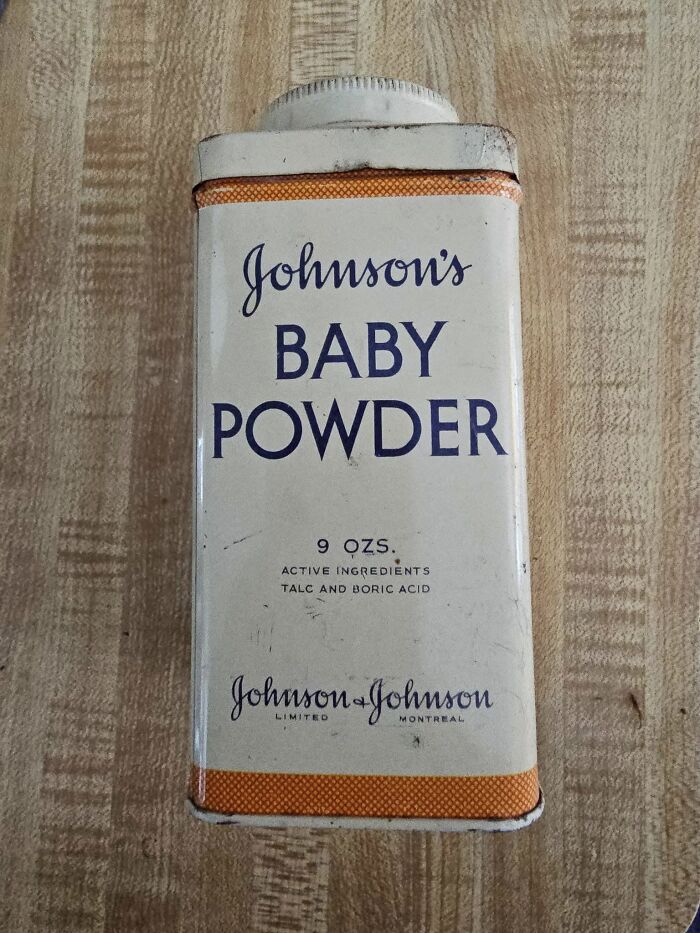 Johnson's
BABY
POWDER
9 OZS.
ACTIVE INGREDIENTS
TALC AND BORIC ACID
Johnson & Johnson
LIMITED MONTREAL